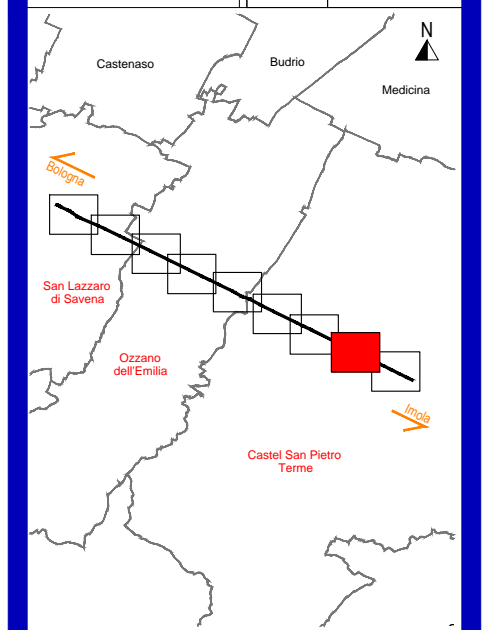 N
Castenaso
Budrio
Medicina
Bologna
San Lazzaro
di Savena
Ozzano
dell'Emilia
Imola
Castel San Pietro
Terme